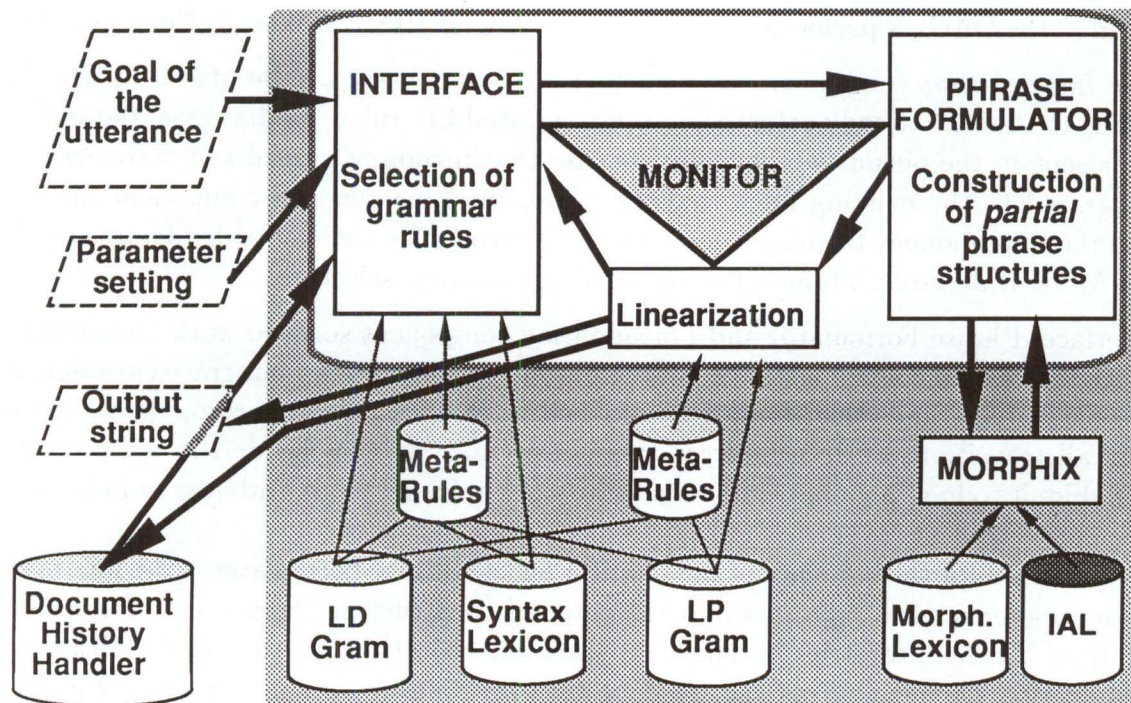 Goal of
the
utterance
INTERFACE
Selection of
grammar
rules
MONITOR
PHRASE
FORMULATOR
Construction
of partial
phrase
structures
Parameter
setting
Linearization
Output
string
Meta-
Rules
Meta-
Rules
MORPHIX
Document
History
Handler
LD
Gram
Syntax
Lexicon
LP
Gram
Morph.
Lexicon
IAL